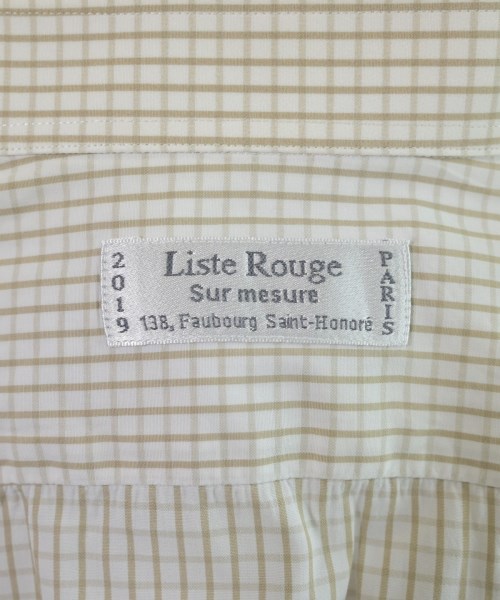 2019
Liste Rouge
Sur mesure
138, Faubourg Saint-Honoré
PARIS